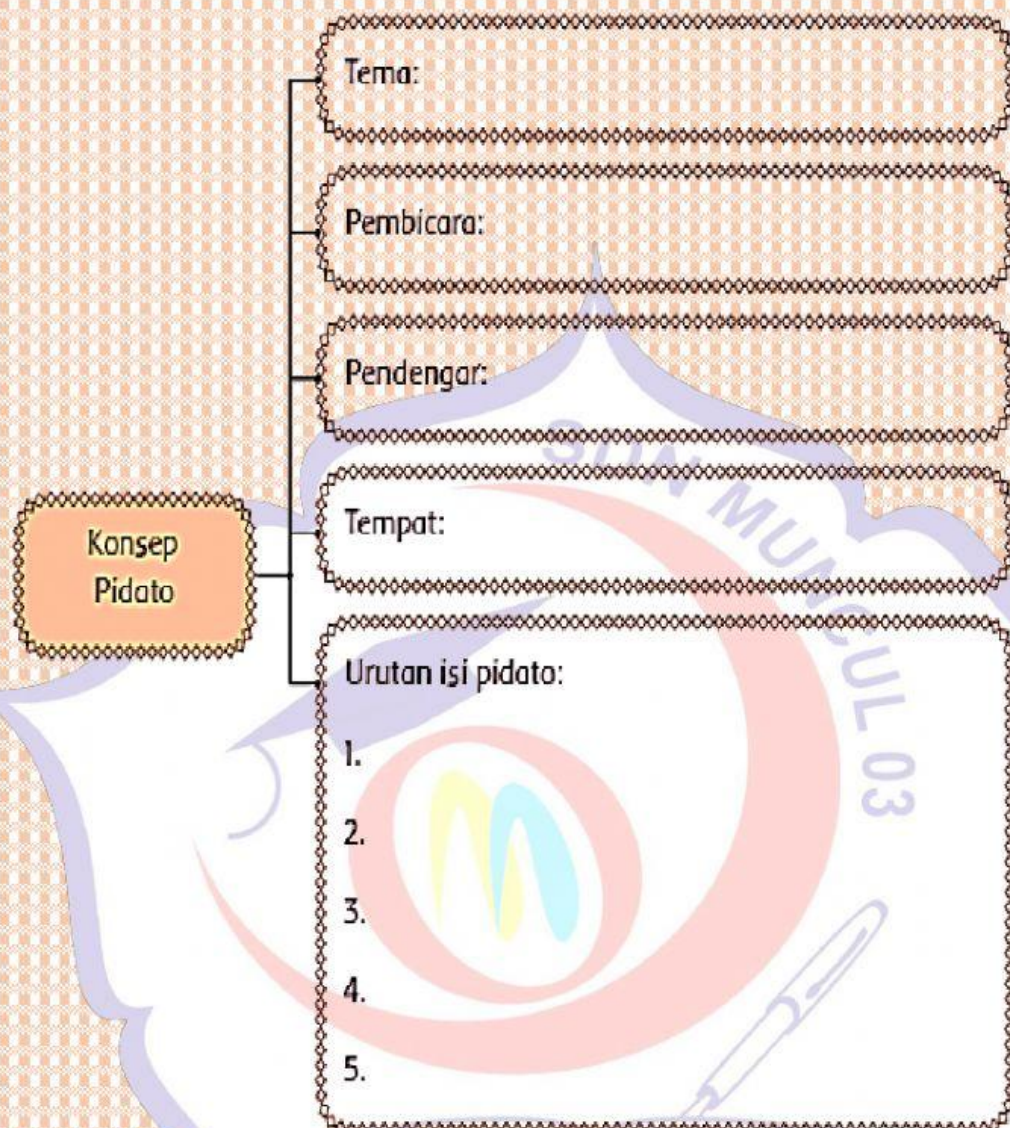 Tema:
Pembicara:
Pendengar:
Tempat:
Konsep
Pidato
Urutan isi pidato:
1.
2.
3.
4.
5.
SDN MUNCUL 03